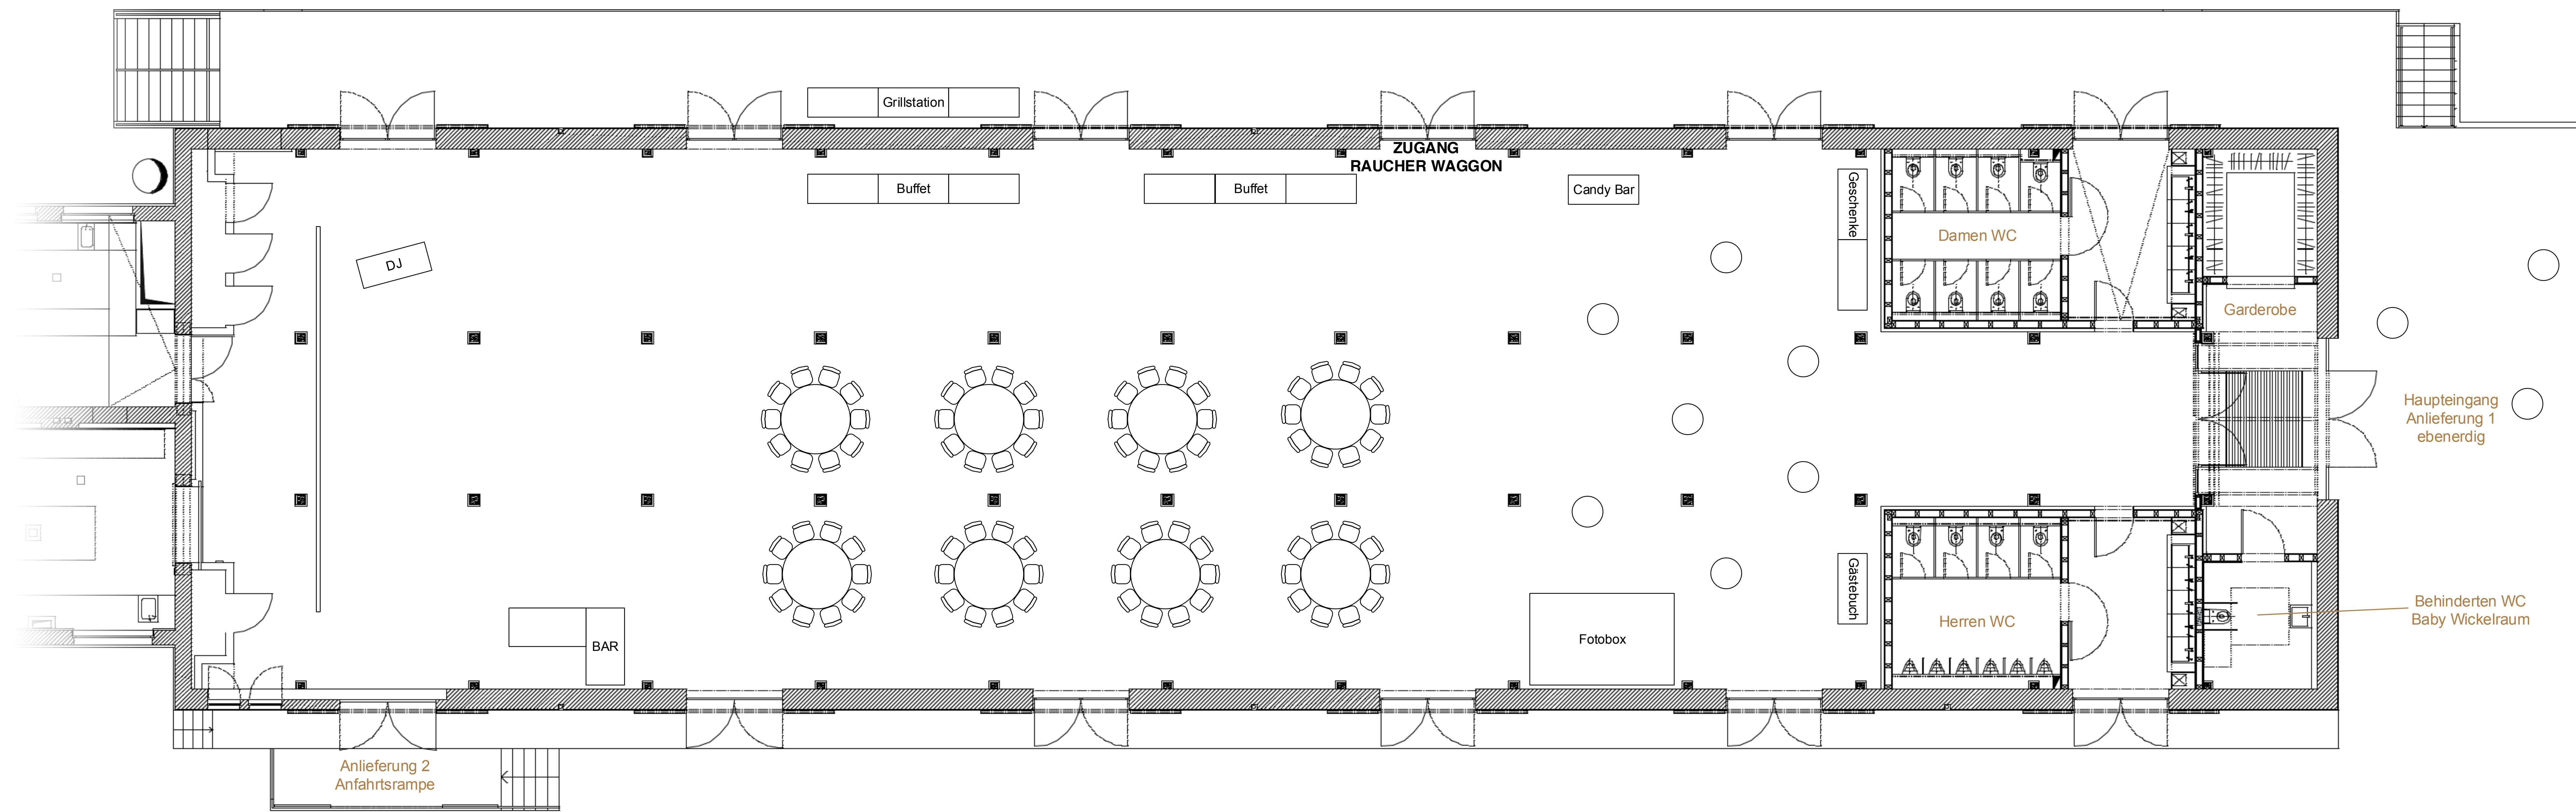 Grillstation
ZUGANG
RAUCHER WAGGON
Buffet
Buffet
Candy Bar
Geschenke
Damen WC
DJ
Garderobe
Haupteingang
Anlieferung 1
ebenerdig
Gästebuch
Behinderten WC
Baby Wickelraum
Herren WC
Fotobox
BAR
Anlieferung 2
Anfahrtsrampe